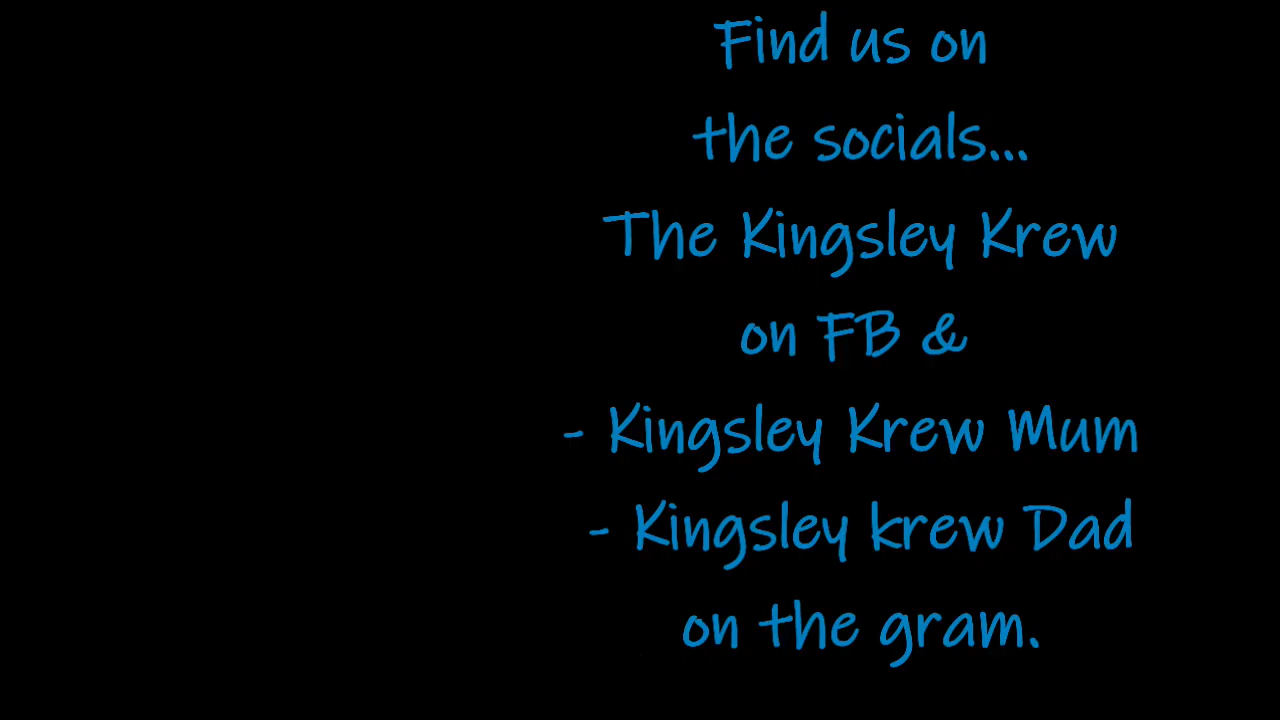 Find us on
the socials...
The Kingsley Krew
on FB &
- Kingsley Krew Mum
- Kingsley krew Dad
on the gram.